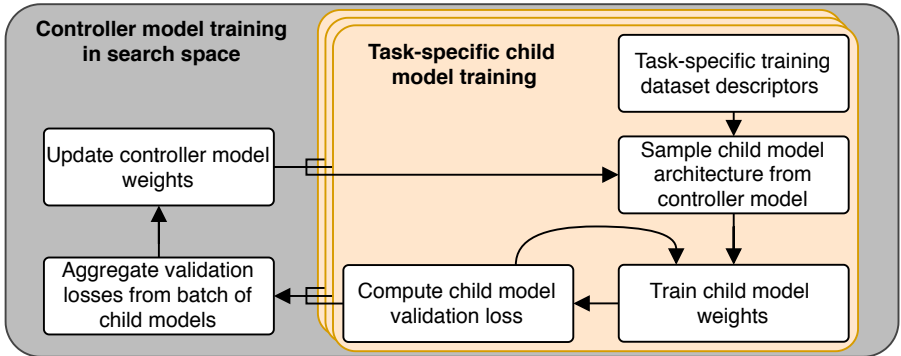 Controller model training
in search space
Task-specific child
model training
Task-specific training
dataset descriptors
Update controller model
weights
Sample child model
architecture from
controller model
Aggregate validation
losses from batch of
child models
Compute child model
validation loss
Train child model
weights